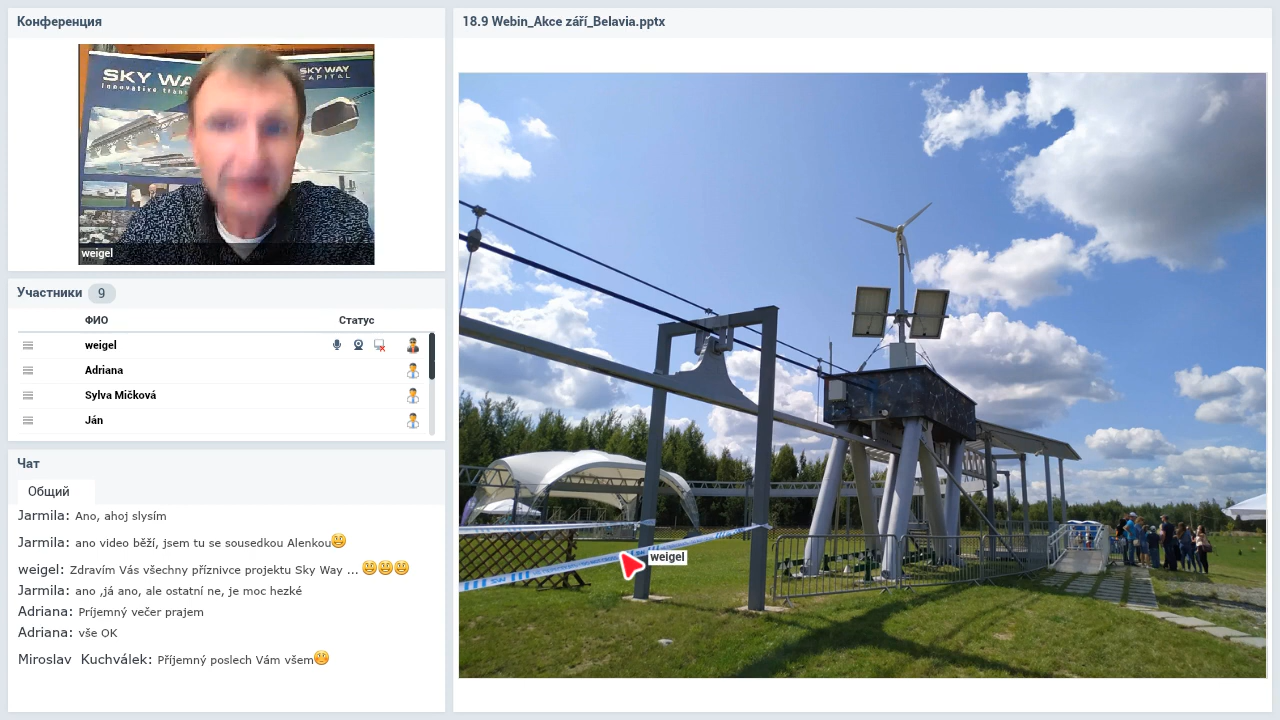 Конференция
SKY WA
Innovative trans
SKY WAY
CAPITAL
weigel
Участники 9
ФИО Статус
weigel
Adriana
Sylva Mičková
Ján
Чат
Общий
Jarmila: Ano, ahoj slysím
Jarmila: ano video běží, jsem tu se sousedkou Alenkou
weigel: Zdravím Vás všechny příznivce projektu Sky Way ...
Jarmila: ano ,já ano, ale ostatní ne, je moc hezké
Adriana: Príjemný večer prajem
Adriana: vše OK
Miroslav Kuchválek: Příjemný poslech Vám všem
18.9 Webin_Akce září_Belavia.pptx
weigel